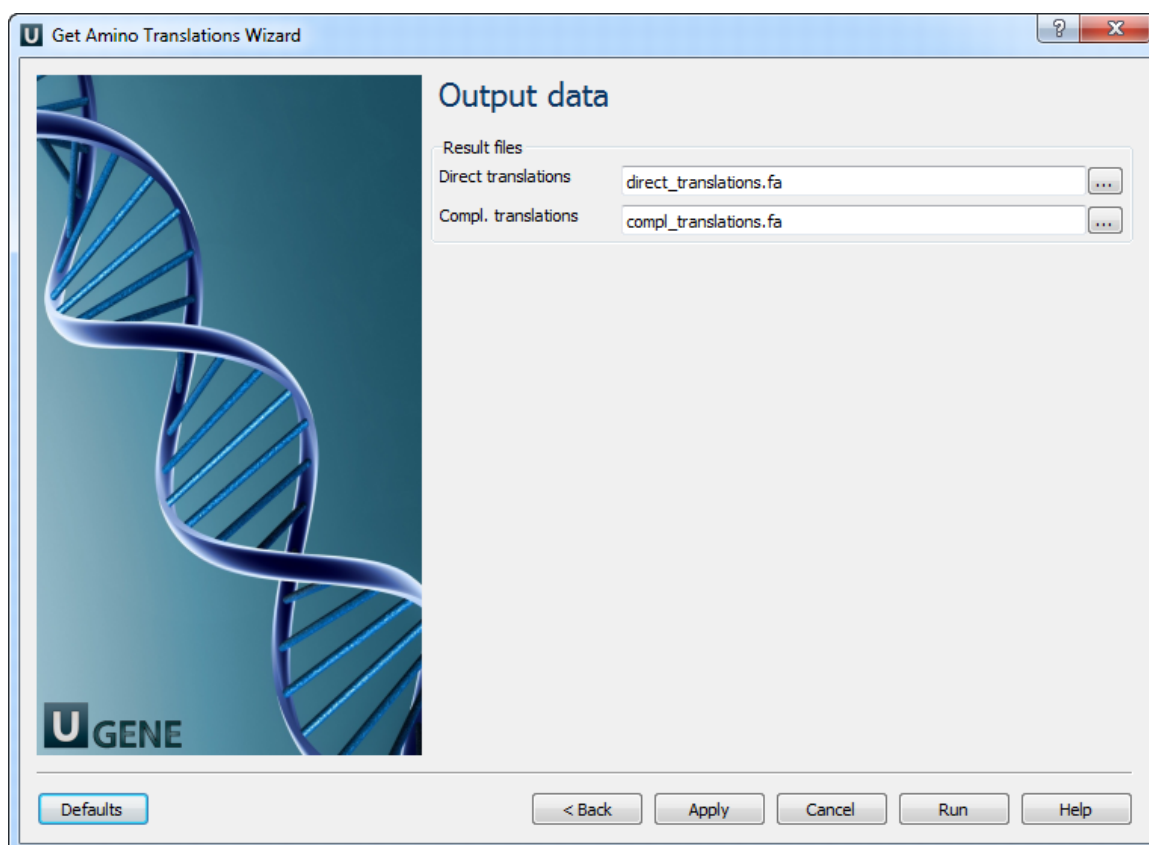 U Get Amino Translations Wizard
Output data
Result files
Direct translations direct_translations.fa ...
Compl. translations compl_translations.fa ...
U GENE
Defaults < Back Apply Cancel Run Help